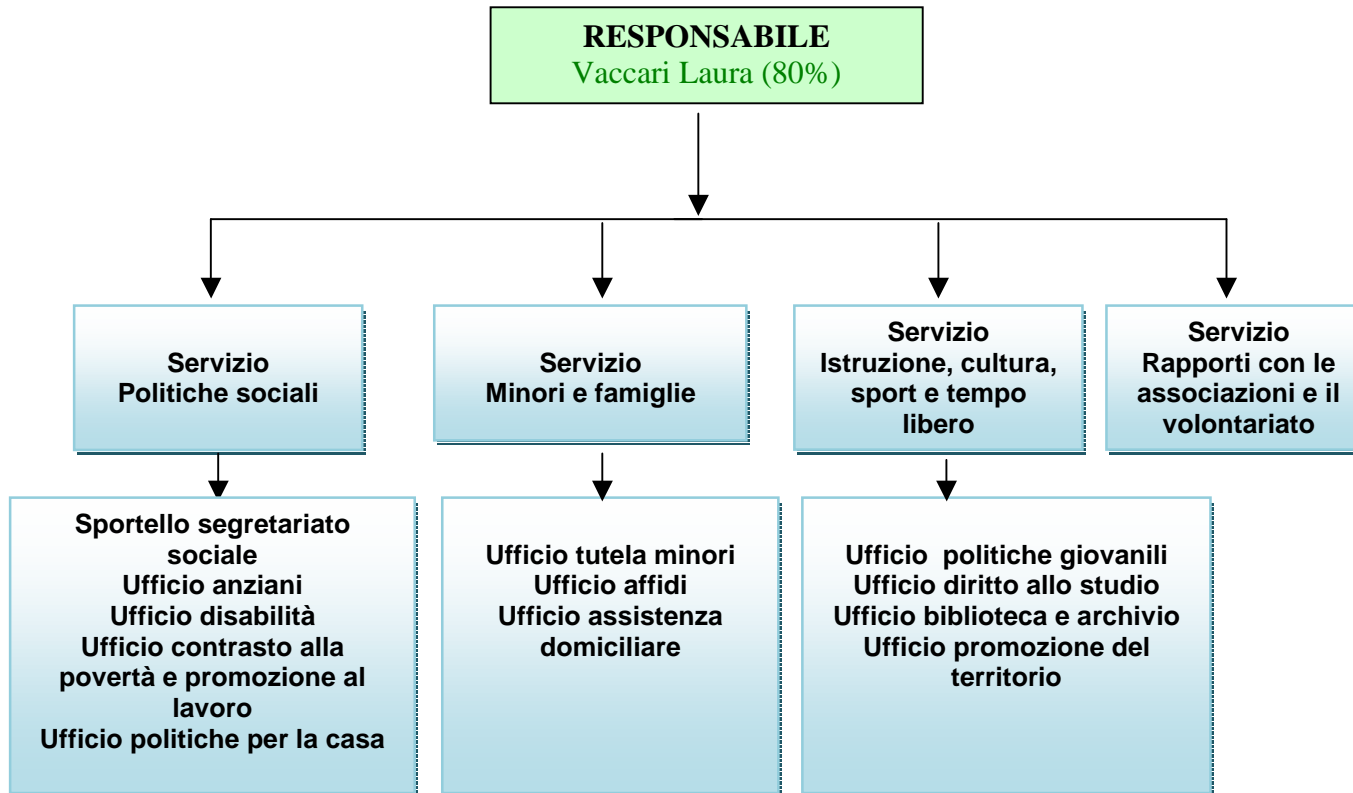 RESPONSABILE
Vaccari Laura (80%)
Servizio
Politiche sociali
Servizio
Minori e famiglie
Servizio
Istruzione, cultura,
sport e tempo
libero
Servizio
Rapporti con le
associazioni e il
volontariato
Sportello segretariato
sociale
Ufficio anziani
Ufficio disabilità
Ufficio contrasto alla
povertà e promozione al
lavoro
Ufficio politiche per la casa
Ufficio tutela minori
Ufficio affidi
Ufficio assistenza
domiciliare
Ufficio politiche giovanili
Ufficio diritto allo studio
Ufficio biblioteca e archivio
Ufficio promozione del
territorio